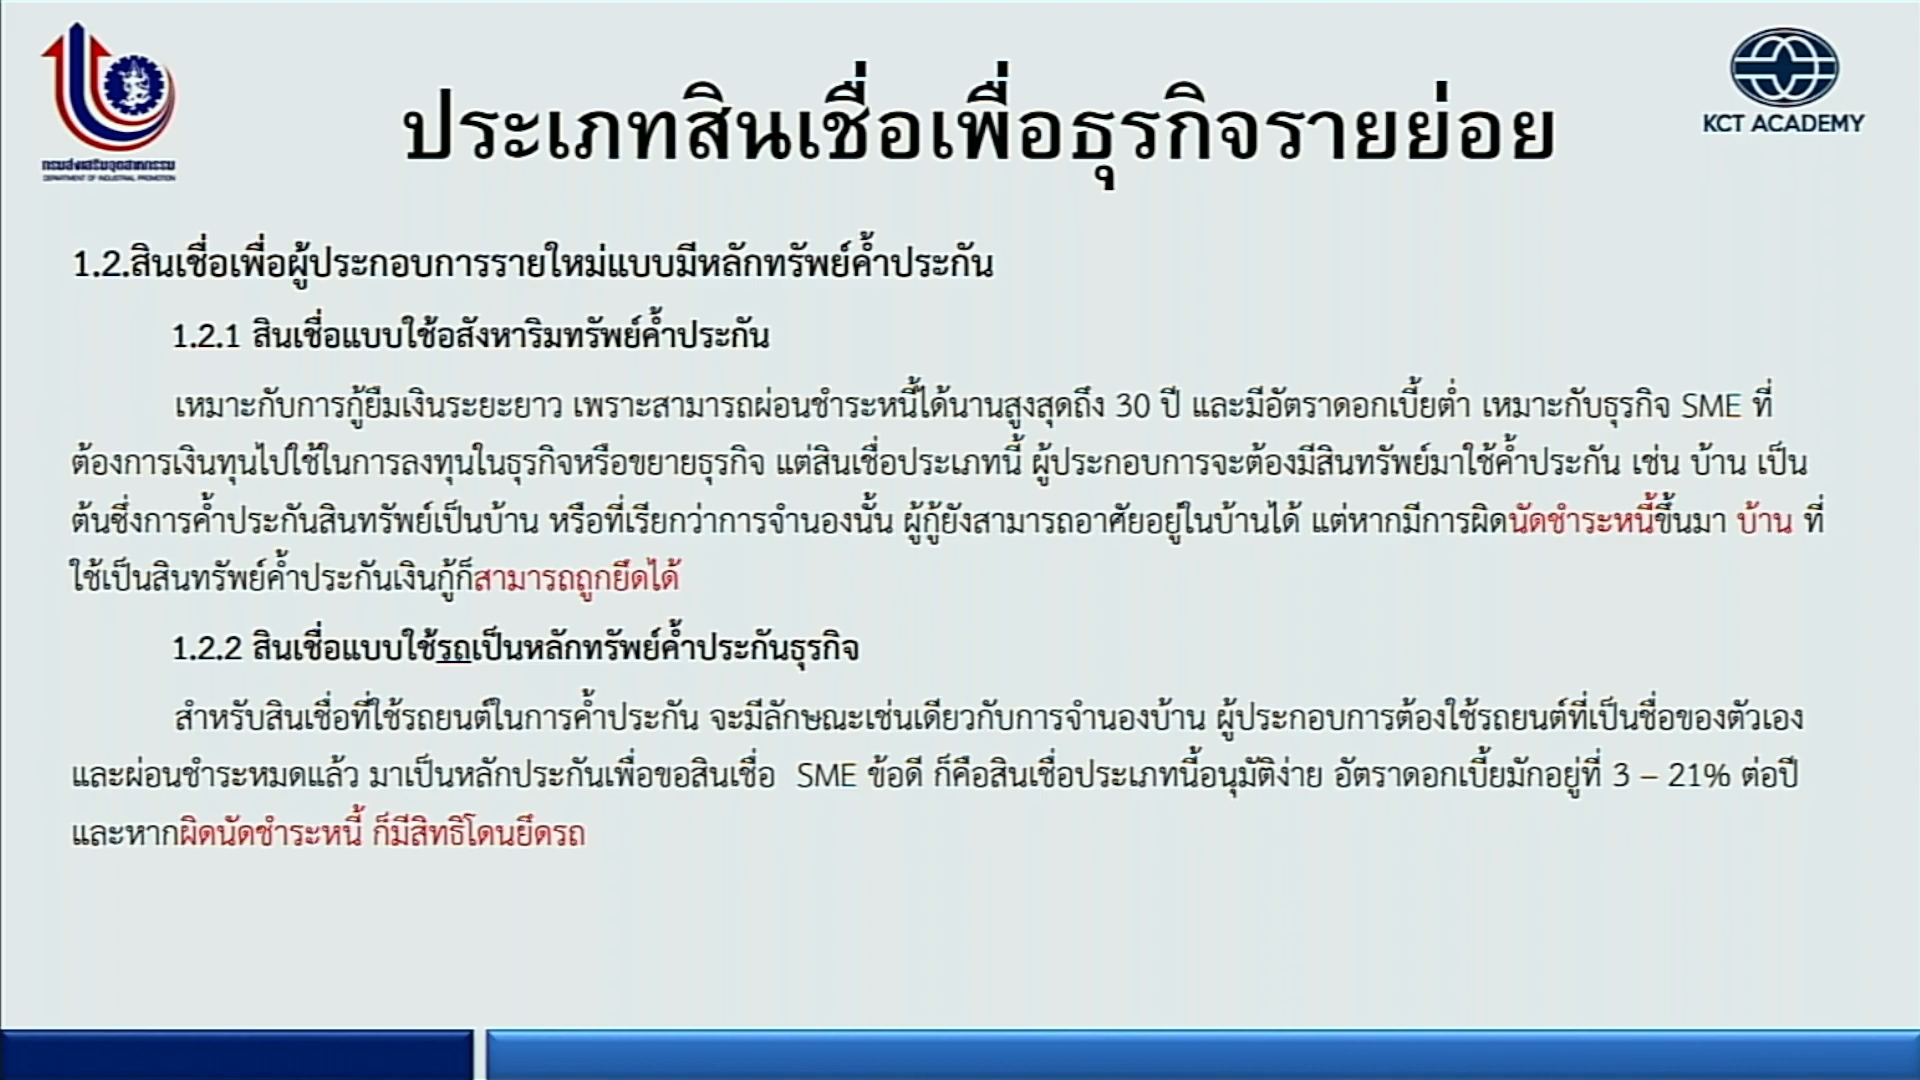 กรมส่งเสริมอุตสาหกรรม
DEPARTMENT OF INDUSTRIAL PROMOTION
KCT ACADEMY
ประเภทสินเชื่อเพื่อธุรกิจรายย่อย
1.2.สินเชื่อเพื่อผู้ประกอบการรายใหม่แบบมีหลักทรัพย์ค้ำประกัน
1.2.1 สินเชื่อแบบใช้อสังหาริมทรัพย์ค้ำประกัน
เหมาะกับการกู้ยืมเงินระยะยาว เพราะสามารถผ่อนชำระหนี้ได้นานสูงสุดถึง 30 ปี และมีอัตราดอกเบี้ยต่ำ เหมาะกับธุรกิจ SME ที่
ต้องการเงินทุนไปใช้ในการลงทุนในธุรกิจหรือขยายธุรกิจ แต่สินเชื่อประเภทนี้ ผู้ประกอบการจะต้องมีสินทรัพย์มาใช้ค้ำประกัน เช่น บ้าน เป็น
ต้นซึ่งการค้ำประกันสินทรัพย์เป็นบ้าน หรือที่เรียกว่าการจำนองนั้น ผู้กู้ยังสามารถอาศัยอยู่ในบ้านได้ แต่หากมีการผิดนัดชำระหนี้ขึ้นมา บ้าน ที่
ใช้เป็นสินทรัพย์ค้ำประกันเงินกู้ก็สามารถถูกยึดได้
1.2.2 สินเชื่อแบบใช้รถเป็นหลักทรัพย์ค้ำประกันธุรกิจ
สำหรับสินเชื่อที่ใช้รถยนต์ในการค้ำประกัน จะมีลักษณะเช่นเดียวกับการจำนองบ้าน ผู้ประกอบการต้องใช้รถยนต์ที่เป็นชื่อของตัวเอง
และผ่อนชำระหมดแล้ว มาเป็นหลักประกันเพื่อขอสินเชื่อ SME ข้อดี ก็คือสินเชื่อประเภทนี้อนุมัติง่าย อัตราดอกเบี้ยมักอยู่ที่ 3 – 21% ต่อปี
และหากผิดนัดชำระหนี้ ก็มีสิทธิโดนยึดรถ